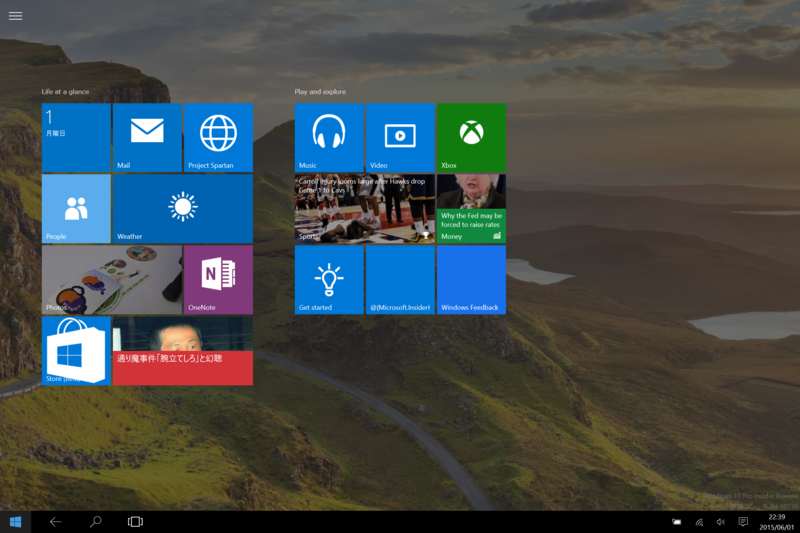 Life at a glance
Play and explore
1
月曜日
Mail
Project Spartan
Music
Video
Xbox
People
Weather
Carroll injury looms large after Hawks drop
Game 1 to Cavs
Sports
Why the Fed may be
forced to raise rates
Money
Photos
N
OneNote
Get started
@{Microsoft.InsiderH
Windows Feedback
Store (Beta)
通り魔事件「腕立てしろ」と幻聴
Windows 10 Pro Insider Preview
22:39
2015/06/01